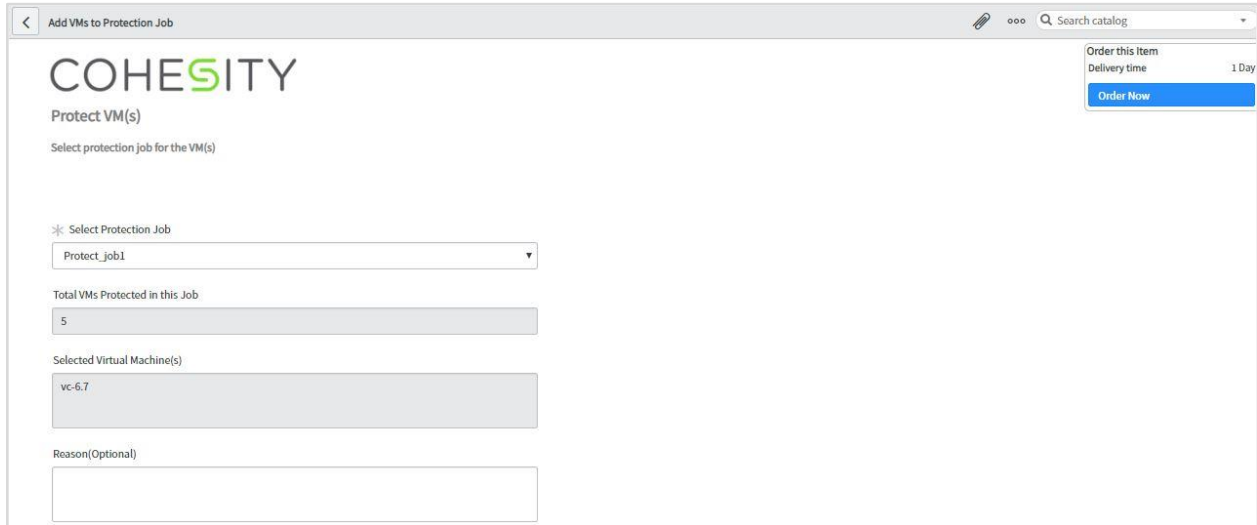 Add VMs to Protection Job
Search catalog
Order this Item
Delivery time 1 Day
Order Now
COHESITY
Protect VM(s)
Select protection job for the VM(s)
Select Protection Job
Protect_job1
Total VMs Protected in this Job
5
Selected Virtual Machine(s)
vc-6.7
Reason(Optional)